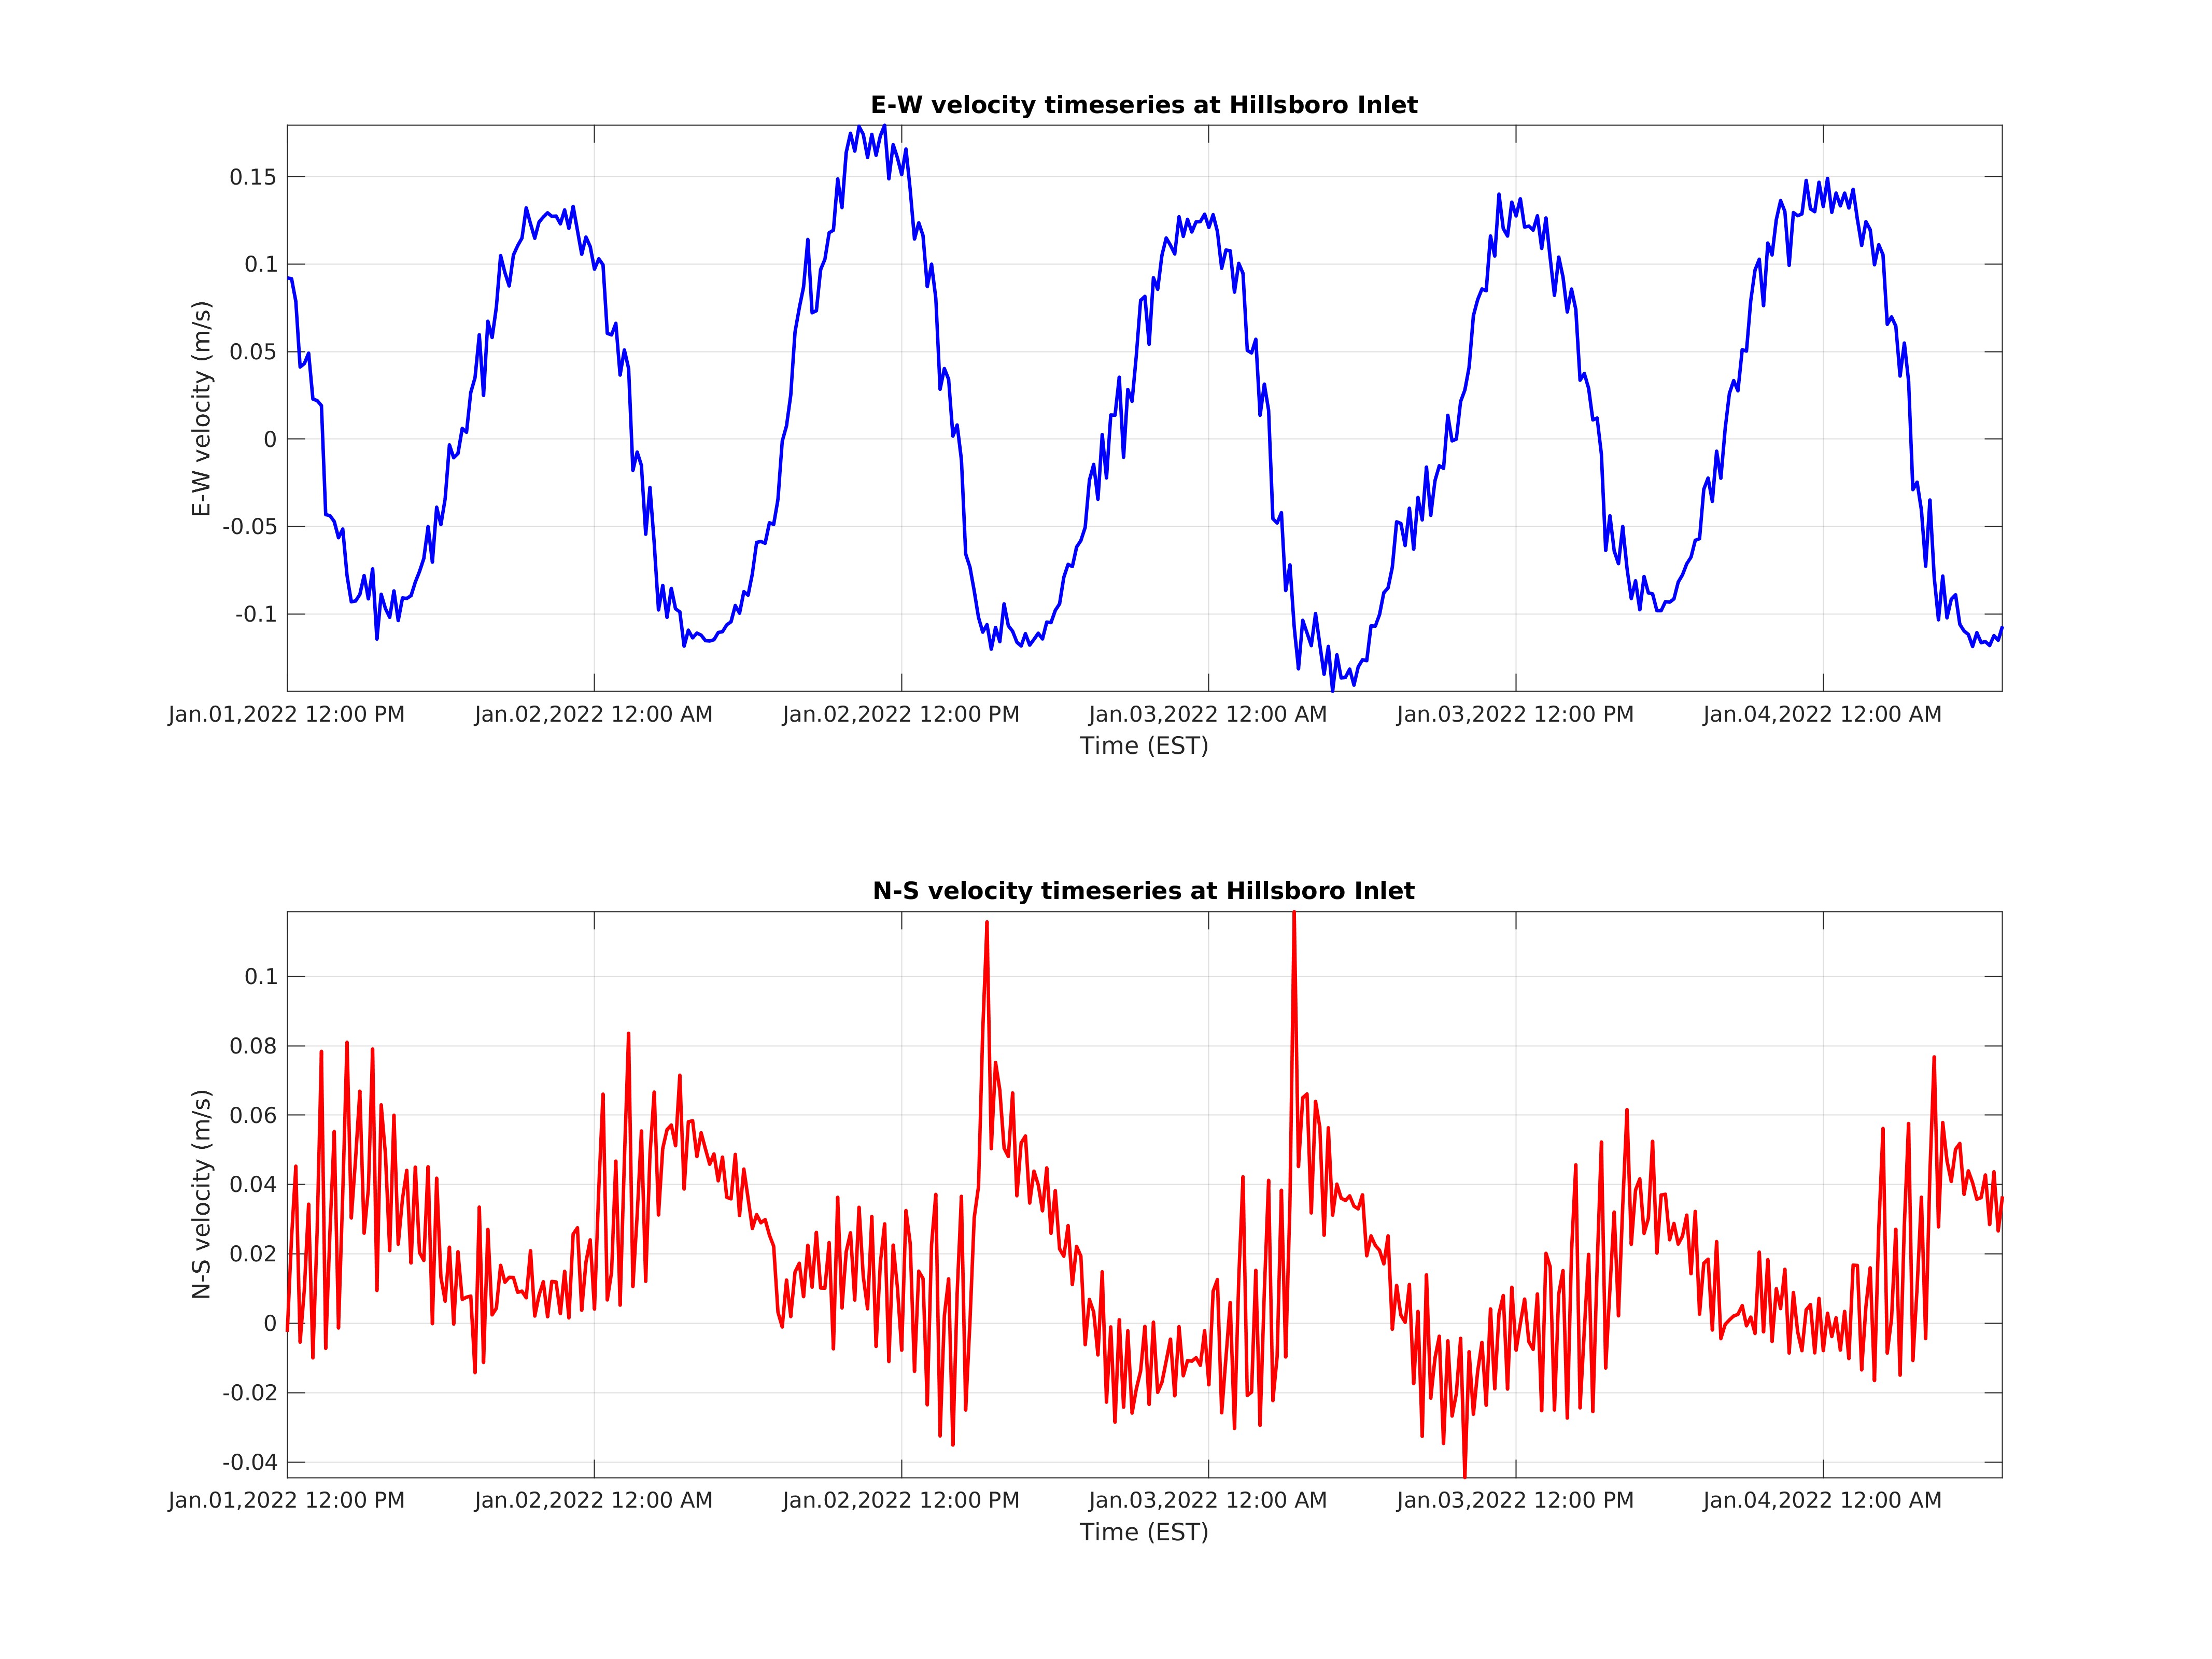 E-W velocity timeseries at Hillsboro Inlet
E-W velocity (m/s)
0.15
0.1
0.05
0
-0.05
-0.1
Jan.01,2022 12:00 PM Jan.02,2022 12:00 AM Jan.02,2022 12:00 PM Jan.03,2022 12:00 AM Jan.03,2022 12:00 PM Jan.04,2022 12:00 AM
Time (EST)
N-S velocity timeseries at Hillsboro Inlet
N-S velocity (m/s)
0.1
0.08
0.06
0.04
0.02
0
-0.02
-0.04
Jan.01,2022 12:00 PM Jan.02,2022 12:00 AM Jan.02,2022 12:00 PM Jan.03,2022 12:00 AM Jan.03,2022 12:00 PM Jan.04,2022 12:00 AM
Time (EST)